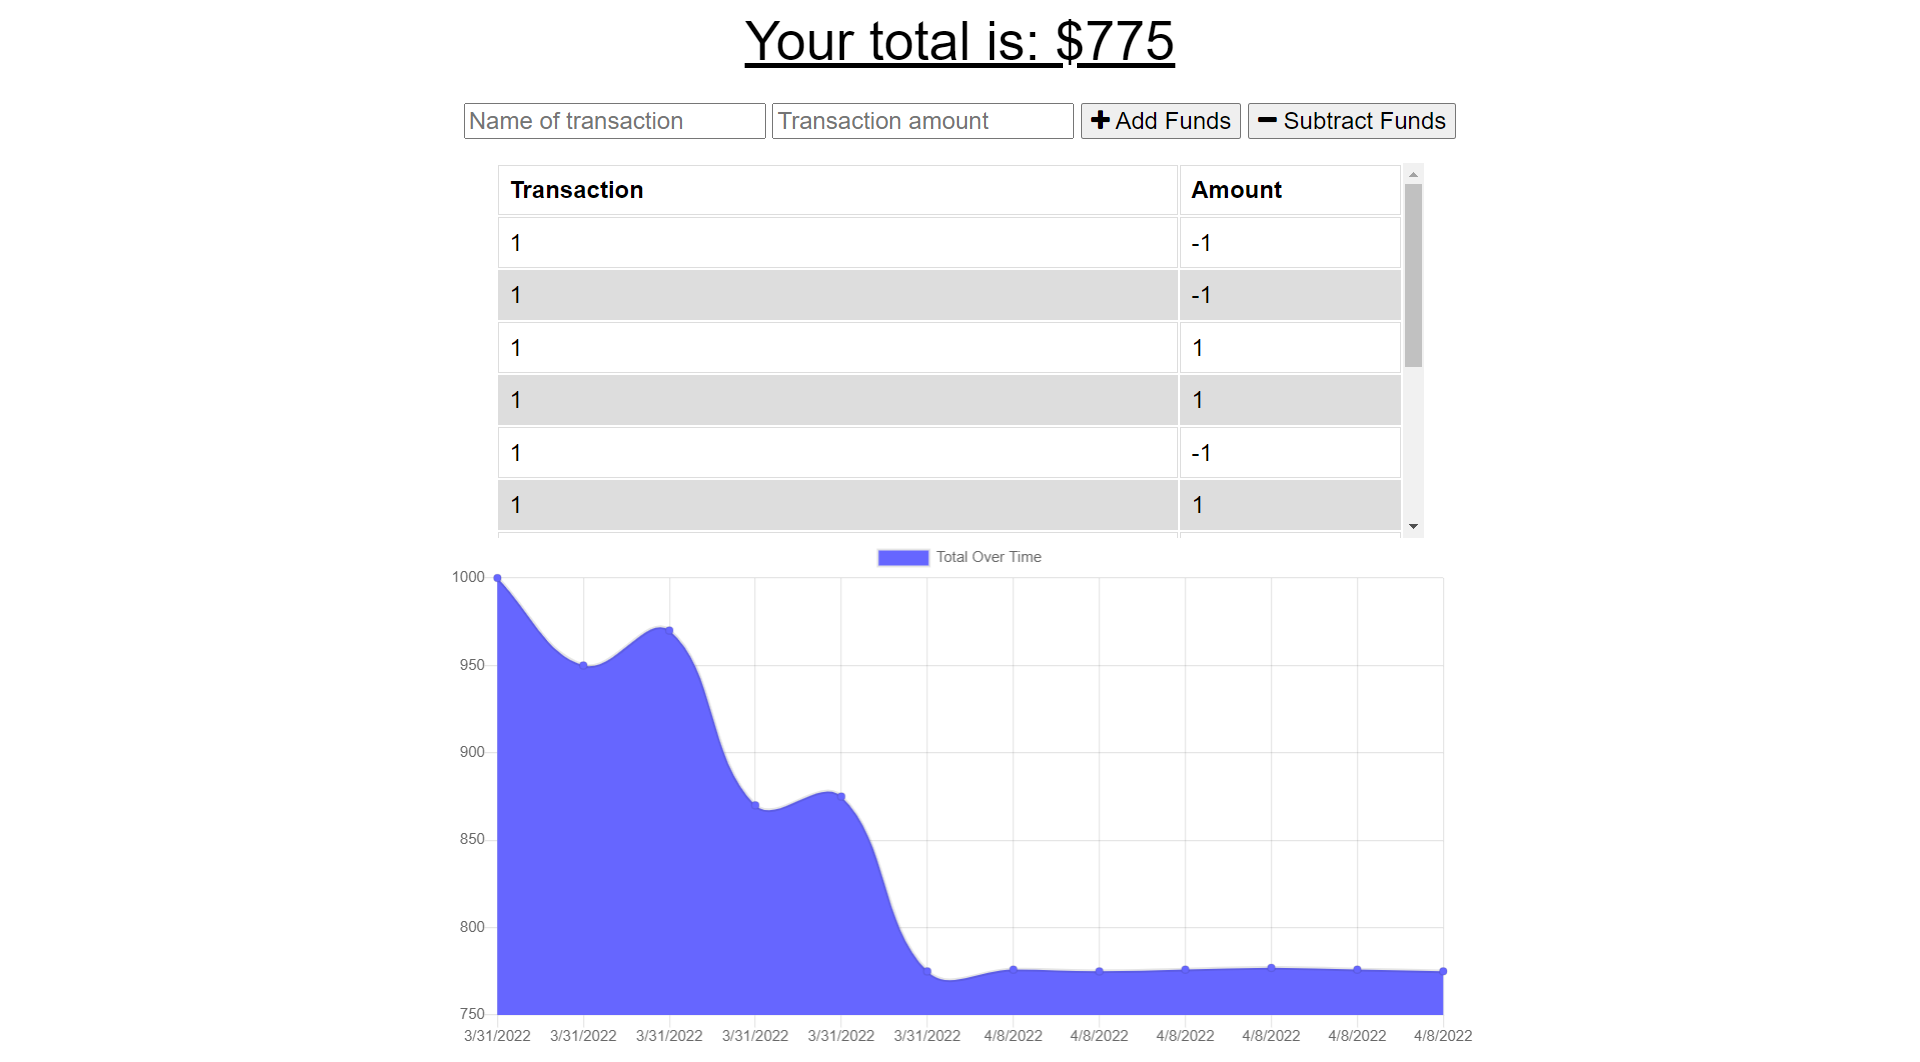 Your total is: $775
Name of transaction Transaction amount Add Funds Subtract Funds
Transaction Amount
1 -1
1 -1
1 1
1 1
1 -1
1 1
Total Over Time
1000
950
900
850
800
750
3/31/2022 3/31/2022 3/31/2022 3/31/2022 3/31/2022 3/31/2022 4/8/2022 4/8/2022 4/8/2022 4/8/2022 4/8/2022 4/8/2022